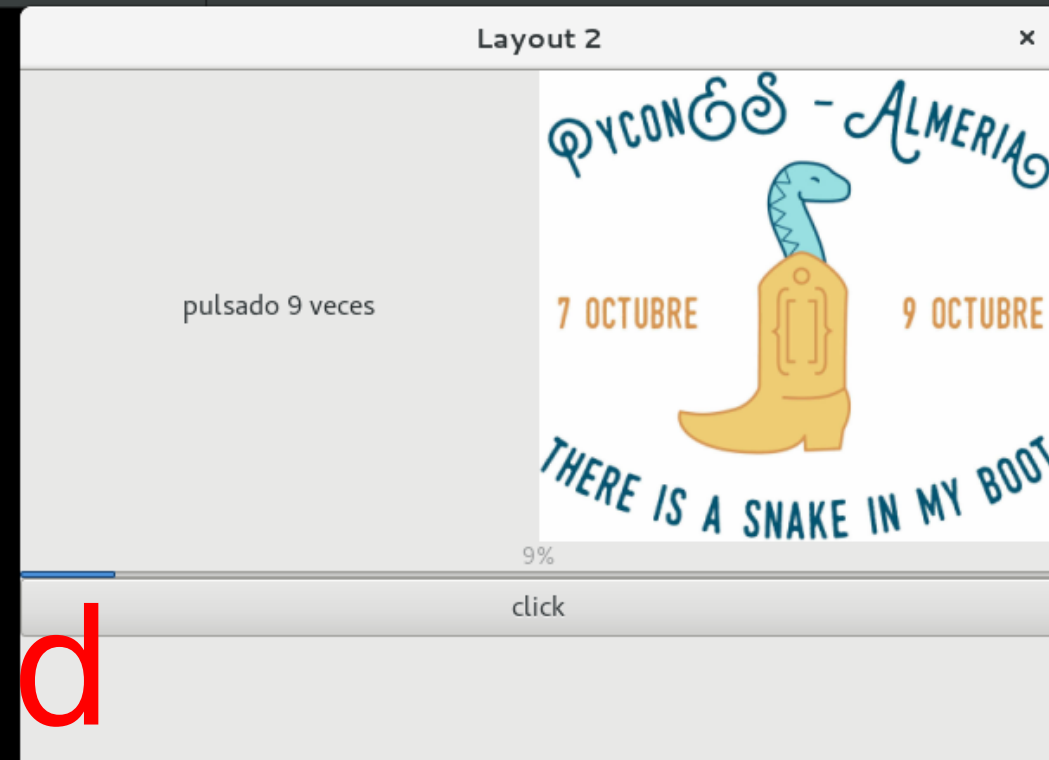 Layout 2 ×
PYCONES - ALMERIA
pulsado 9 veces
7 OCTUBRE 9 OCTUBRE
{[]}
THERE IS A SNAKE IN MY BOOT
9%
click
d